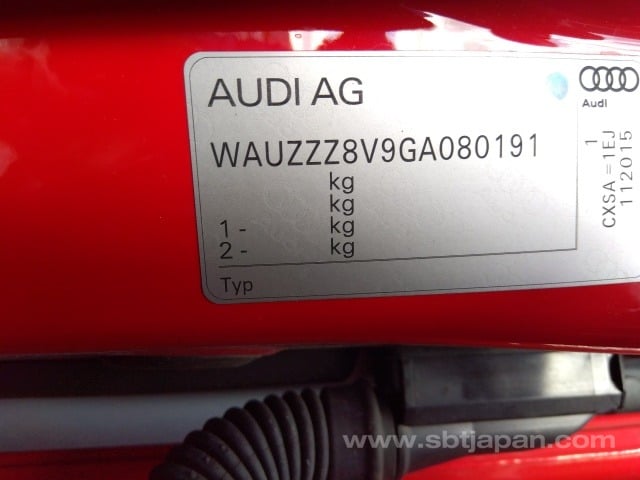 AUDI AG
Audi
WAUZZZ8V9GA080191
kg
kg
1 - kg
2 - kg
Typ
1
CXSA =1EJ
112015
www.sbtjapan.com